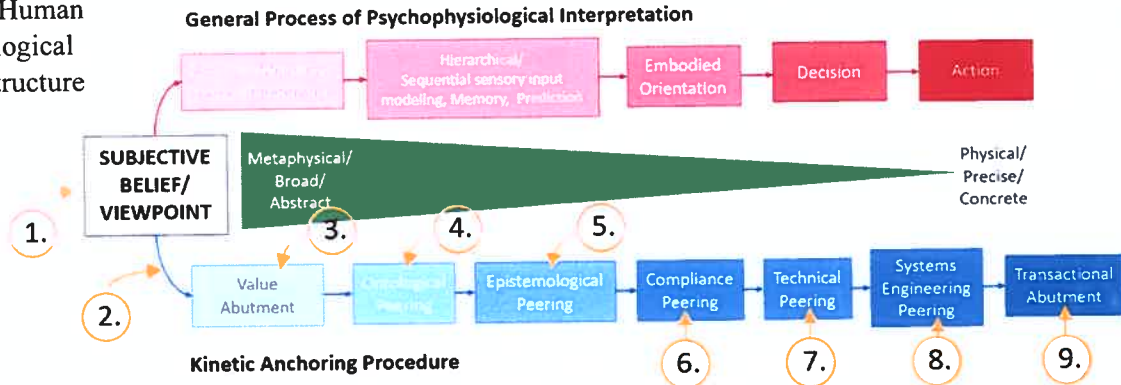 Human
General Process of Psychophysiological Interpretation
ological
tructure
Hierarchical/
Sequential sensory input
modeling, Memory, Prediction
Embodied
Orientation
Decision
Action
SUBJECTIVE
BELIEF/
VIEWPOINT
Metaphysical/
Broad/
Abstract
Physical/
Precise/
Concrete
1.
2.
3.
4.
5.
Value
Abutment
Ontological
Peering
Epistemological
Peering
Compliance
Peering
Technical
Peering
Systems
Engineering
Peering
Transactional
Abutment
Kinetic Anchoring Procedure
6.
7.
8.
9.